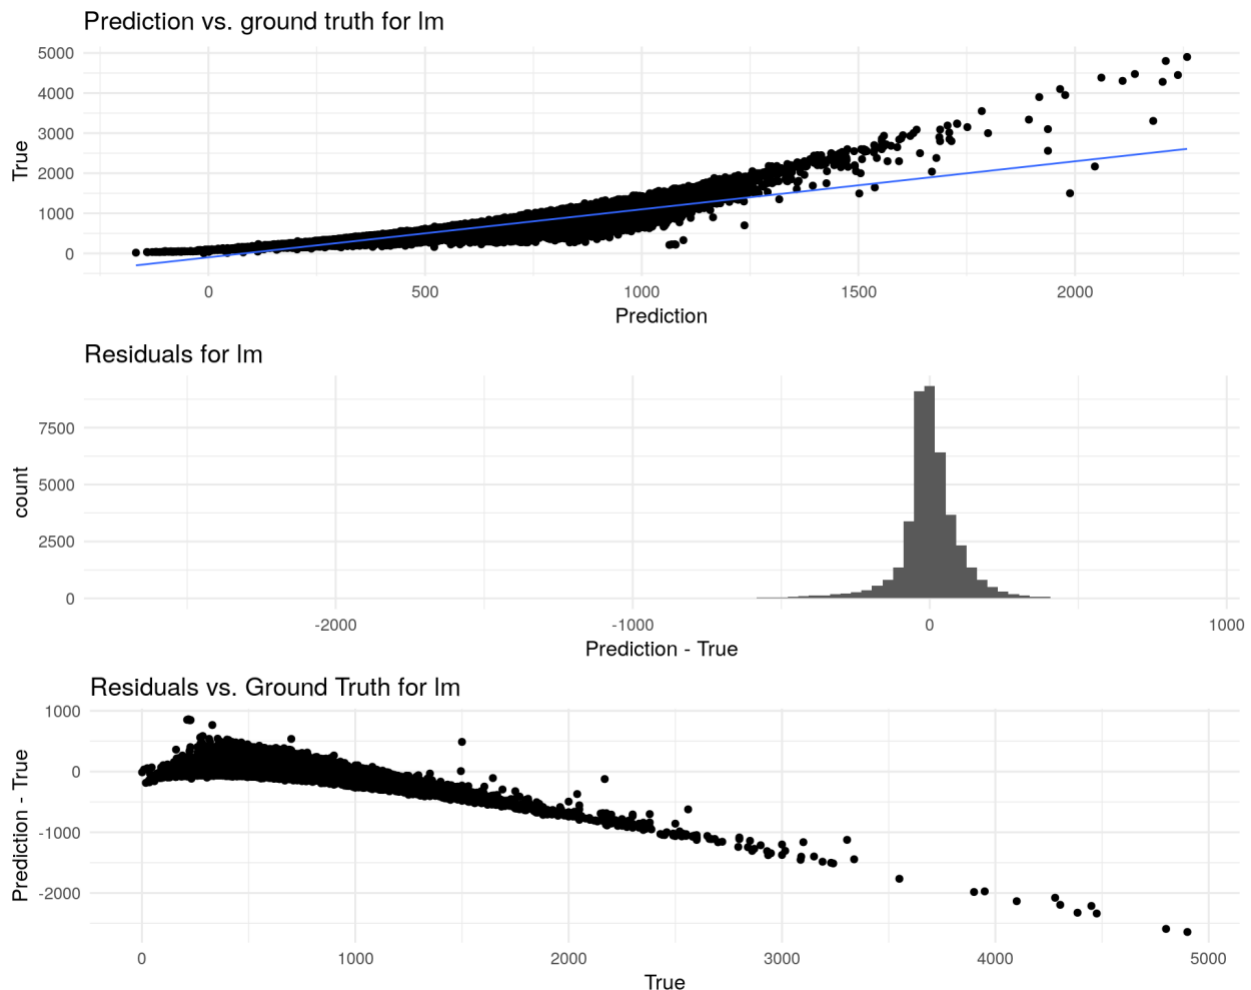 Prediction vs. ground truth for lm
5000
4000
3000
2000
1000
0
True
0 500 1000 1500 2000
Prediction
Residuals for lm
7500
5000
2500
0
count
-2000 -1000 0 1000
Prediction - True
Residuals vs. Ground Truth for lm
1000
0
-1000
-2000
Prediction - True
0 1000 2000 3000 4000 5000
True